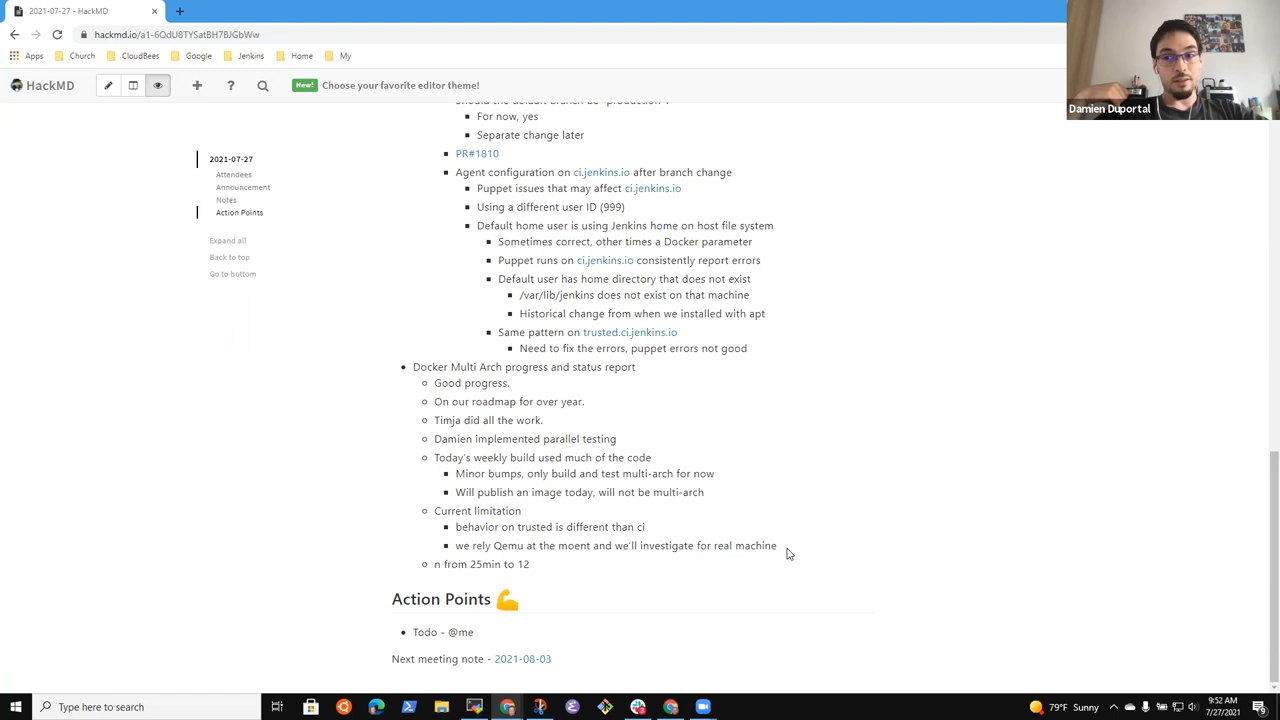 2021-07-27 - HackMD
hackmd.io/a1-6OdU8TYSatBH7BJGbWw
Apps Church CloudBees Google Jenkins Home My
HackMD
New! Choose your favorite editor theme!
Damien Duportal
2021-07-27
Attendees
Announcement
Notes
Action Points
Expand all
Back to top
Go to bottom
Should the default branch be "production"?
For now, yes
Separate change later
PR#1810
Agent configuration on ci.jenkins.io after branch change
Puppet issues that may affect ci.jenkins.io
Using a different user ID (999)
Default home user is using Jenkins home on host file system
Sometimes correct, other times a Docker parameter
Puppet runs on ci.jenkins.io consistently report errors
Default user has home directory that does not exist
/var/lib/jenkins does not exist on that machine
Historical change from when we installed with apt
Same pattern on trusted.ci.jenkins.io
Need to fix the errors, puppet errors not good
Docker Multi Arch progress and status report
Good progress.
On our roadmap for over year.
Timja did all the work.
Damien implemented parallel testing
Today's weekly build used much of the code
Minor bumps, only build and test multi-arch for now
Will publish an image today, will not be multi-arch
Current limitation
behavior on trusted is different than ci
we rely Qemu at the moent and we'll investigate for real machine
n from 25min to 12
Action Points 💪
Todo - @me
Next meeting note - 2021-08-03
Type here to search
79°F Sunny
9:52 AM
7/27/2021